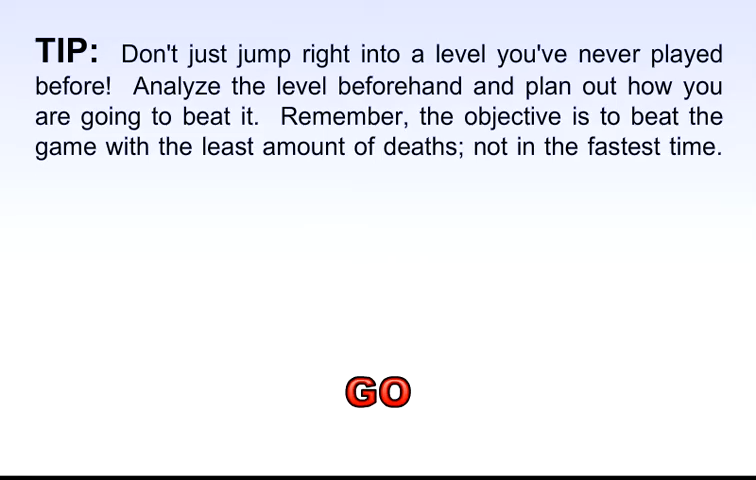 TIP: Don't just jump right into a level you've never played
before! Analyze the level beforehand and plan out how you
are going to beat it. Remember, the objective is to beat the
game with the least amount of deaths; not in the fastest time.
GO